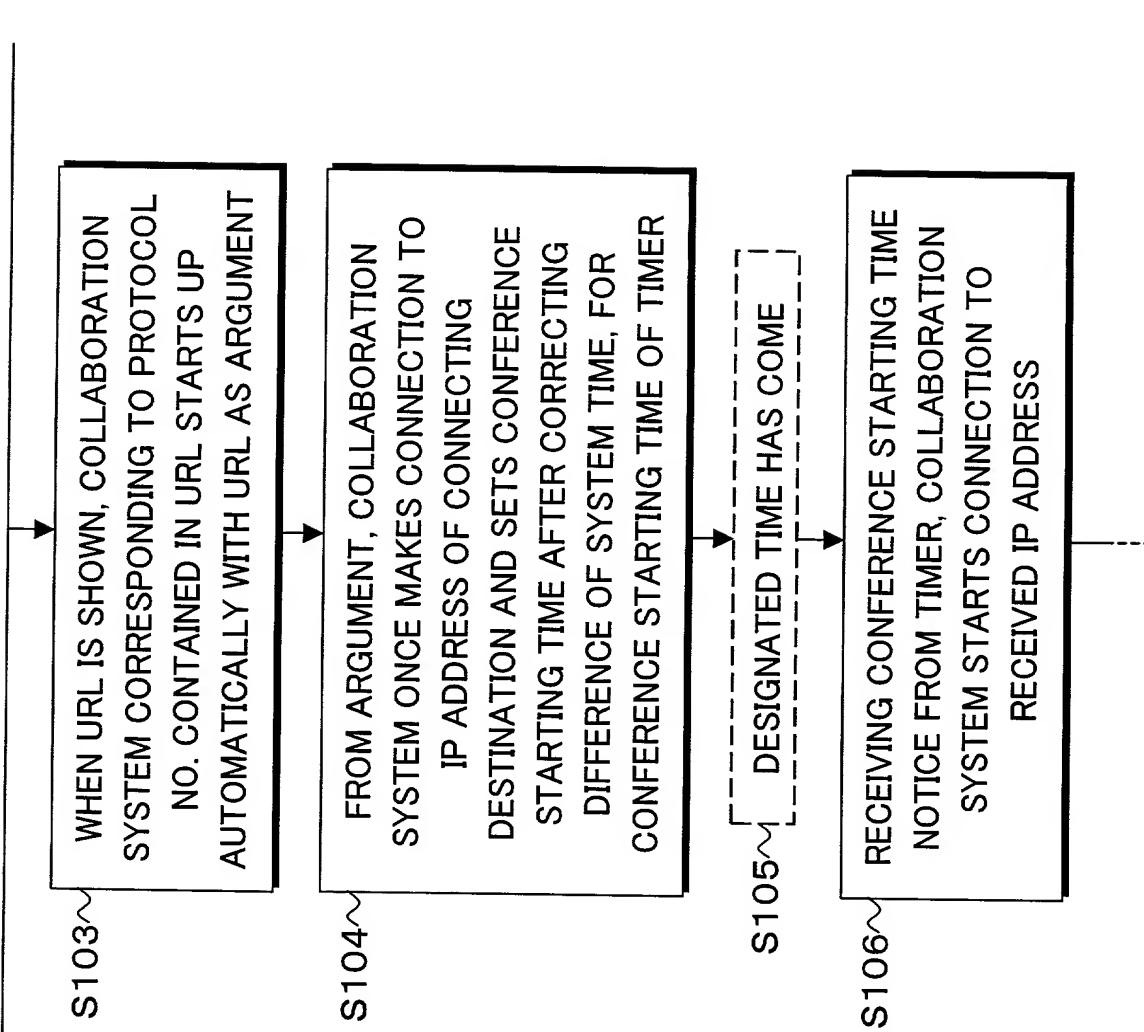 S103
WHEN URL IS SHOWN, COLLABORATION
SYSTEM CORRESPONDING TO PROTOCOL
NO. CONTAINED IN URL STARTS UP
AUTOMATICALLY WITH URL AS ARGUMENT
S104
FROM ARGUMENT, COLLABORATION
SYSTEM ONCE MAKES CONNECTION TO
IP ADDRESS OF CONNECTING
DESTINATION AND SETS CONFERENCE
STARTING TIME AFTER CORRECTING
DIFFERENCE OF SYSTEM TIME, FOR
CONFERENCE STARTING TIME OF TIMER
S105
DESIGNATED TIME HAS COME
S106
RECEIVING CONFERENCE STARTING TIME
NOTICE FROM TIMER, COLLABORATION
SYSTEM STARTS CONNECTION TO
RECEIVED IP ADDRESS